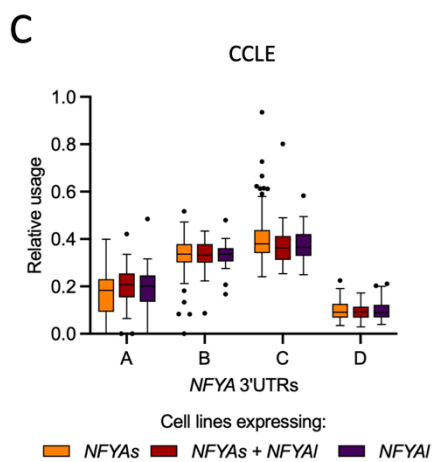 C
CCLE
Relative usage
1.0
0.8
0.6
0.4
0.2
0.0
A B C D
NFYA 3'UTRs
Cell lines expressing:
NFYAs NFYAs + NFYAl NFYAl